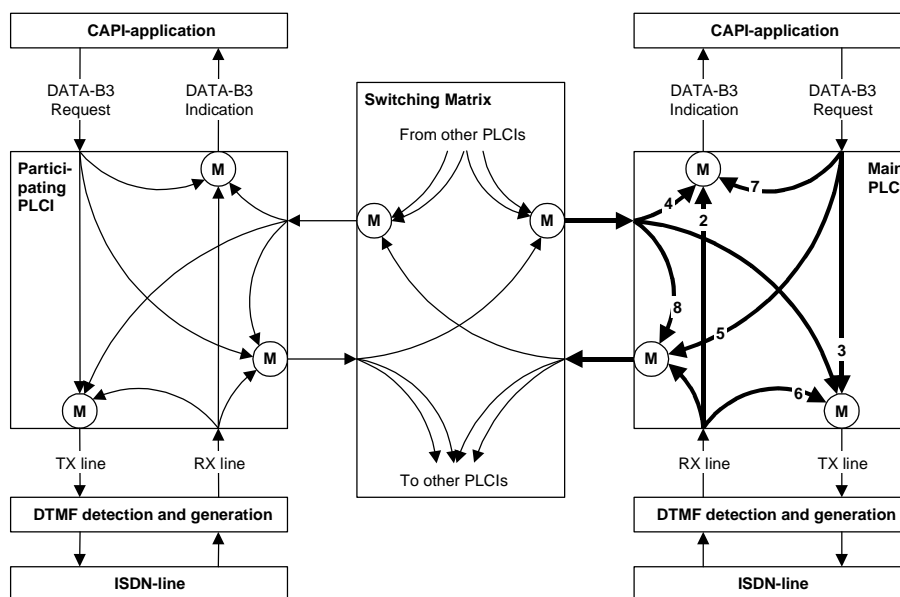 CAPI-application
CAPI-application
DATA-B3
Request
DATA-B3
Indication
DATA-B3
Indication
DATA-B3
Request
Switching Matrix
From other PLCIs
Partici-
pating
PLCI
M
M
7
Main
PLC
4
2
M
M
8
5
3
M
M
6
M
M
TX line
RX line
To other PLCIs
RX line
TX line
DTMF detection and generation
DTMF detection and generation
ISDN-line
ISDN-line